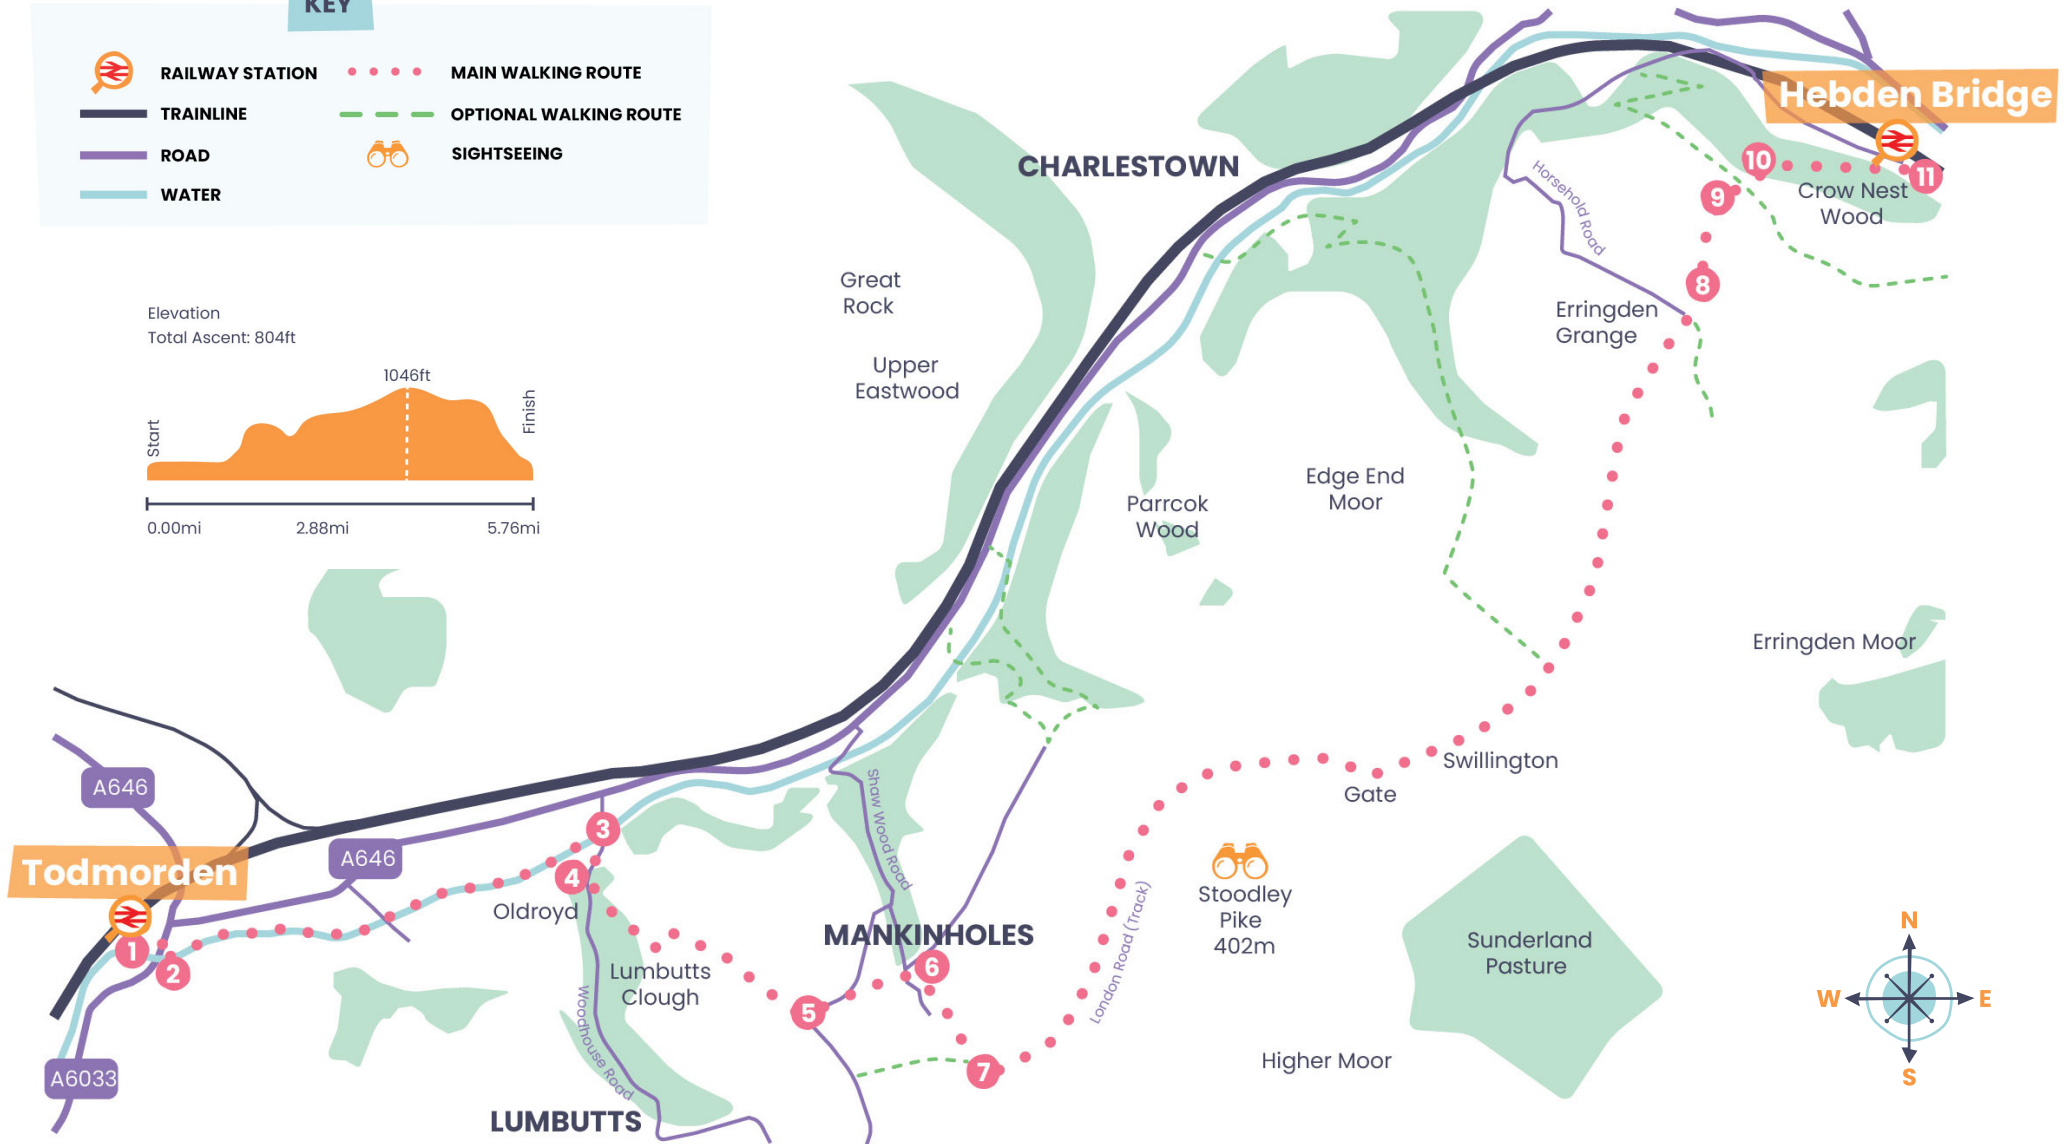 KEY
RAILWAY STATION
MAIN WALKING ROUTE
TRAINLINE
OPTIONAL WALKING ROUTE
ROAD
SIGHTSEEING
WATER
Elevation
Total Ascent: 804ft
1046ft
Start
Finish
0.00mi
2.88mi
5.76mi
Hebden Bridge
CHARLESTOWN
10
11
9
Crow Nest
Wood
Horsehold Road
8
Great
Rock
Erringden
Grange
Upper
Eastwood
Edge End
Moor
Parrcok
Wood
Erringden Moor
Swillington
Gate
A646
A646
Todmorden
3
4
Shaw Wood Road
Oldroyd
Stoodley
Pike
402m
London Road (Track)
MANKINHOLES
Sunderland
Pasture
1
2
6
Lumbutts
Clough
5
Woodhouse Road
7
Higher Moor
A6033
LUMBUTTS
N
W
E
S